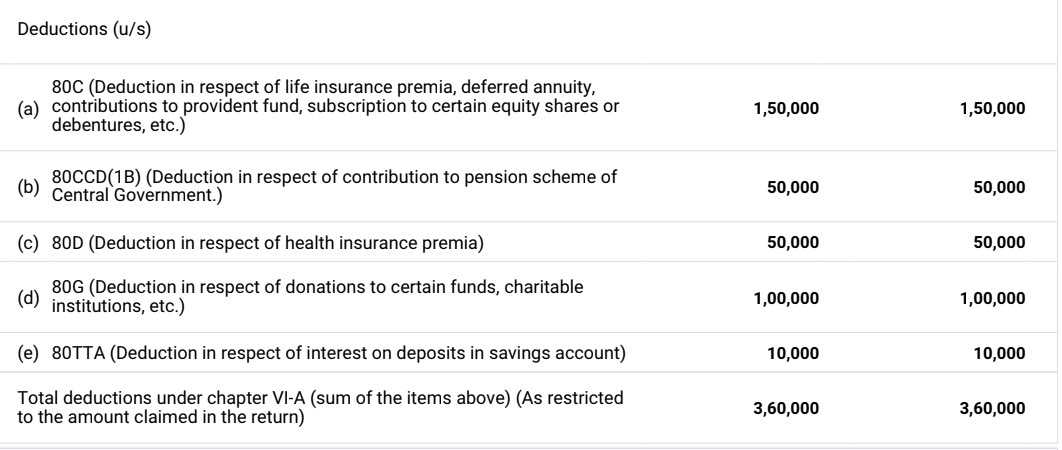 Deductions (u/s)
80C (Deduction in respect of life insurance premia, deferred annuity,
(a) contributions to provident fund, subscription to certain equity shares or 1,50,000 1,50,000
debentures, etc.)
80CCD(1B) (Deduction in respect of contribution to pension scheme of
(b) Central Government.) 50,000 50,000
(c) 80D (Deduction in respect of health insurance premia) 50,000 50,000
80G (Deduction in respect of donations to certain funds, charitable
(d) institutions, etc.) 1,00,000 1,00,000
(e) 80TTA (Deduction in respect of interest on deposits in savings account) 10,000 10,000
Total deductions under chapter VI-A (sum of the items above) (As restricted
to the amount claimed in the return) 3,60,000 3,60,000